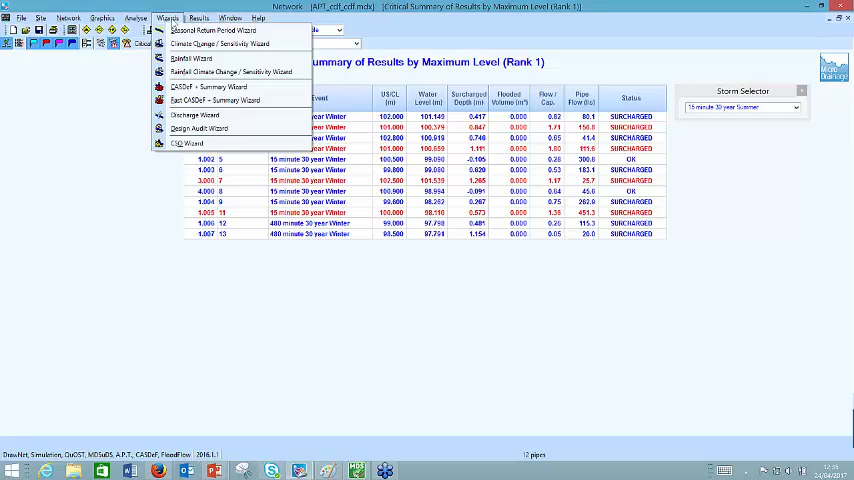 Network - [APT_cdf_cdf.mdx] - [Critical Summary of Results by Maximum Level (Rank 1)]
File Site Network Graphics Analyse Wizards Results Window Help
Seasonal Return Period Wizard
Climate Change / Sensitivity Wizard
Rainfall Wizard
Rainfall Climate Change / Sensitivity Wizard
CASDeF + Summary Wizard
Fast CASDeF + Summary Wizard
Discharge Wizard
Design Audit Wizard
CSO Wizard
Critical
Summary of Results by Maximum Level (Rank 1)
Event US/CL (m) Water Level (m) Surcharged Depth (m) Flooded Volume (m³) Flow / Cap. Pipe Flow (l/s) Status
Winter 102.000 101.149 0.417 0.000 0.82 80.1 SURCHARGED
Winter 101.000 100.379 0.847 0.000 1.71 156.8 SURCHARGED
Winter 102.800 100.919 0.746 0.000 0.65 41.4 SURCHARGED
Winter 101.000 100.659 1.111 0.000 1.80 111.6 SURCHARGED
1.002 5 15 minute 30 year Winter 100.500 99.090 -0.105 0.000 0.28 300.8 OK
1.003 6 15 minute 30 year Winter 99.800 99.080 0.620 0.000 0.53 183.1 SURCHARGED
3.000 7 15 minute 30 year Winter 102.500 101.539 1.265 0.000 1.17 25.7 SURCHARGED
4.000 8 15 minute 30 year Winter 100.900 98.994 -0.091 0.000 0.64 45.6 OK
1.004 9 15 minute 30 year Winter 99.600 98.282 0.267 0.000 0.75 262.9 SURCHARGED
1.005 11 15 minute 30 year Winter 100.000 98.110 0.573 0.000 1.36 451.3 SURCHARGED
1.006 12 480 minute 30 year Winter 99.000 97.798 0.481 0.000 0.26 115.3 SURCHARGED
1.007 13 480 minute 30 year Winter 98.500 97.791 1.154 0.000 0.05 20.0 SURCHARGED
Storm Selector
15 minute 30 year Summer
Micro Drainage
DrawNet, Simulation, QuOST, MDSuDS, A.P.T., CASDeF, FloodFlow 2016.1.1 12 pipes
12:35
24/04/2017